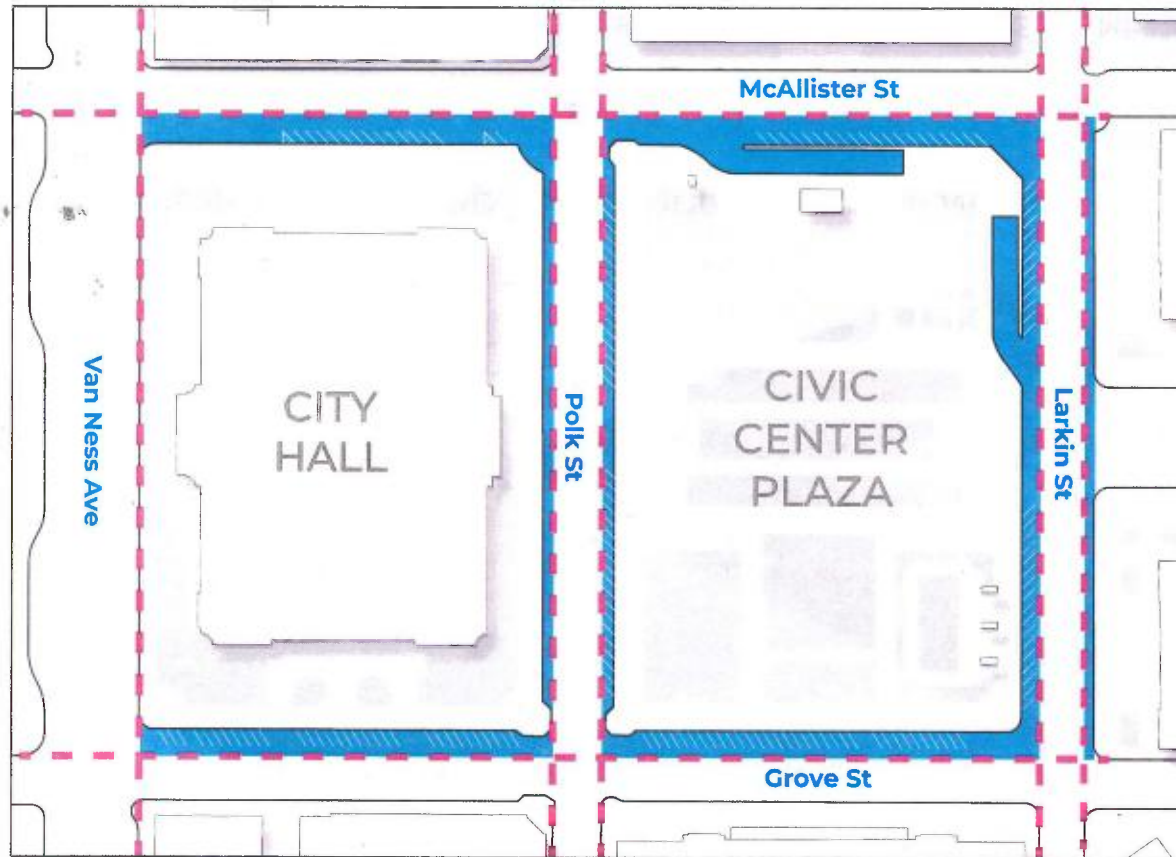 McAllister St
Van Ness Ave
CITY
HALL
Polk St
CIVIC
CENTER
PLAZA
Larkin St
Grove St